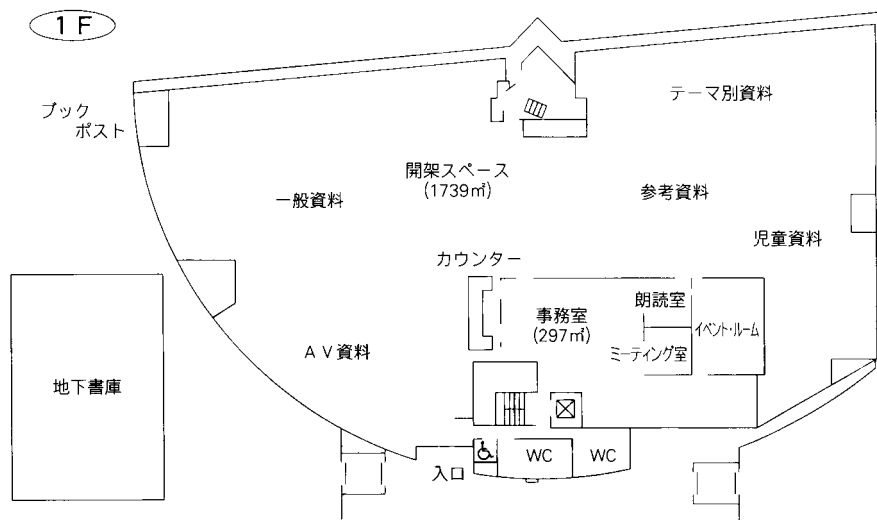 1F
ブック
ポスト
テーマ別資料
開架スペース
(1739㎡)
一般資料
参考資料
児童資料
カウンター
事務室
(297㎡)
朗読室
イベント・ルーム
ミーティング室
AV資料
地下書庫
入口
WC
WC